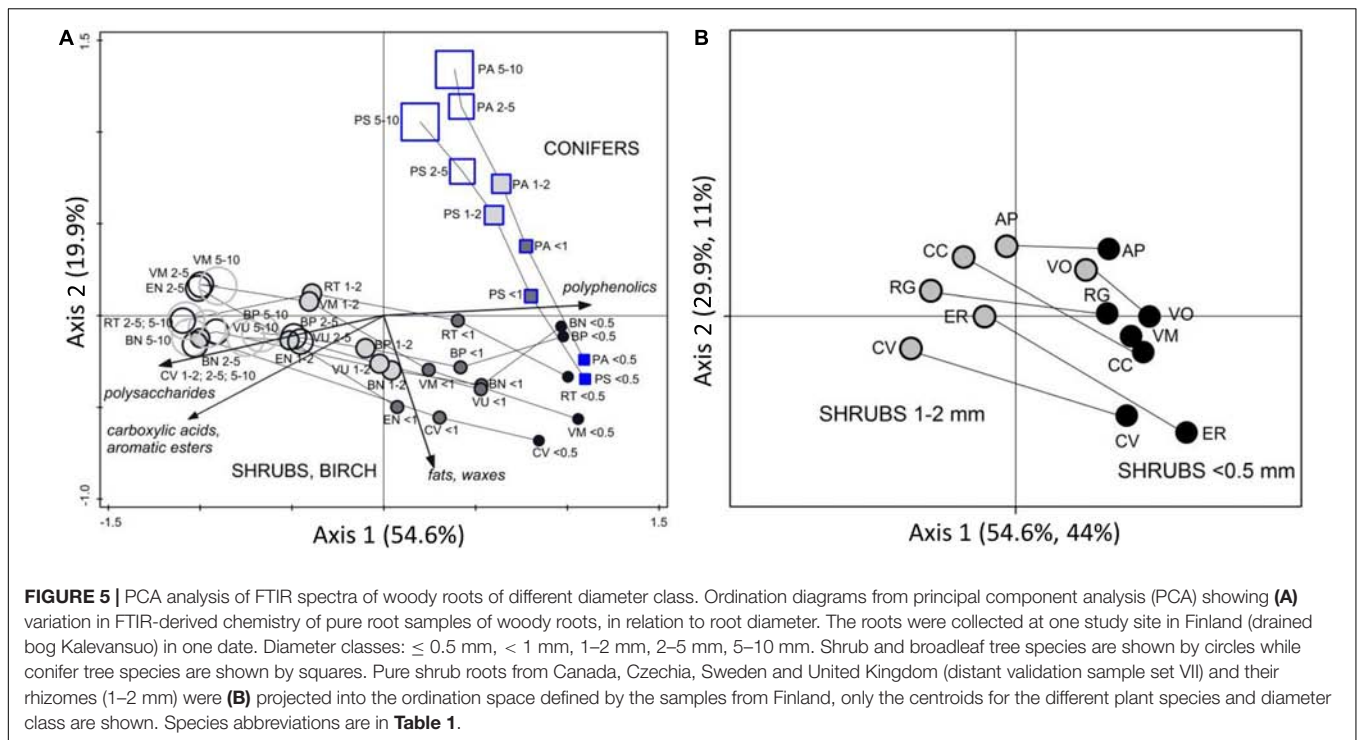 A
B
1.5
PA 5-10
PA 2-5
PS 5-10
CONIFERS
PS 2-5
PA 1-2
PS 1-2
PA <1
PS <1
polyphenolics
VM 5-10
VM 2-5
EN 2-5
RT 1-2
VM 1-2
RT 2-5; 5-10
BP 5-10
BP 2-5
VU 5-10
VU 2-5
BN 5-10
BN 2-5
EN 1-2
BP 1-2
CV 1-2; 2-5; 5-10
VU 1-2
BN 1-2
RT <1
BP <1
VM <1
BN <1
VU <1
BN <0.5
BP <0.5
PA <0.5
PS <0.5
RT <0.5
EN <1
CV <1
VM <0.5
CV <0.5
polysaccharides
carboxylic acids,
aromatic esters
SHRUBS, BIRCH
fats, waxes
Axis 2 (19.9%)
-1.0
-1.5
1.5
Axis 1 (54.6%)
AP
AP
CC
VO
RG
RG
VO
ER
VM
CC
CV
SHRUBS 1-2 mm
CV
ER
SHRUBS <0.5 mm
Axis 2 (29.9%, 11%)
Axis 1 (54.6%, 44%)
FIGURE 5 | PCA analysis of FTIR spectra of woody roots of different diameter class. Ordination diagrams from principal component analysis (PCA) showing (A)
variation in FTIR-derived chemistry of pure root samples of woody roots, in relation to root diameter. The roots were collected at one study site in Finland (drained
bog Kalevansuo) in one date. Diameter classes: ≤ 0.5 mm, < 1 mm, 1–2 mm, 2–5 mm, 5–10 mm. Shrub and broadleaf tree species are shown by circles while
conifer tree species are shown by squares. Pure shrub roots from Canada, Czechia, Sweden and United Kingdom (distant validation sample set VII) and their
rhizomes (1–2 mm) were (B) projected into the ordination space defined by the samples from Finland, only the centroids for the different plant species and diameter
class are shown. Species abbreviations are in Table 1.